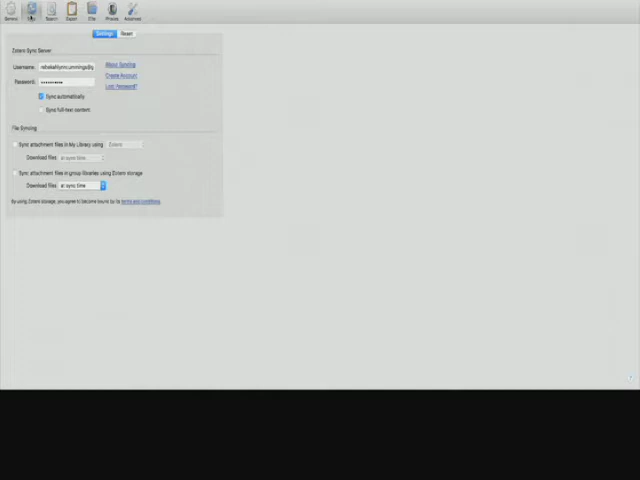 General Sync Search Export Cite Proxies Advanced
Settings Reset
Zotero Sync Server
Username: About Syncing
Create Account
Password: •••••••••• Lost Password?
Sync automatically
Sync full-text content
File Syncing
Sync attachment files in My Library using Zotero
Download files at sync time
Sync attachment files in group libraries using Zotero storage
Download files at sync time
By using Zotero storage, you agree to become bound by its terms and conditions.